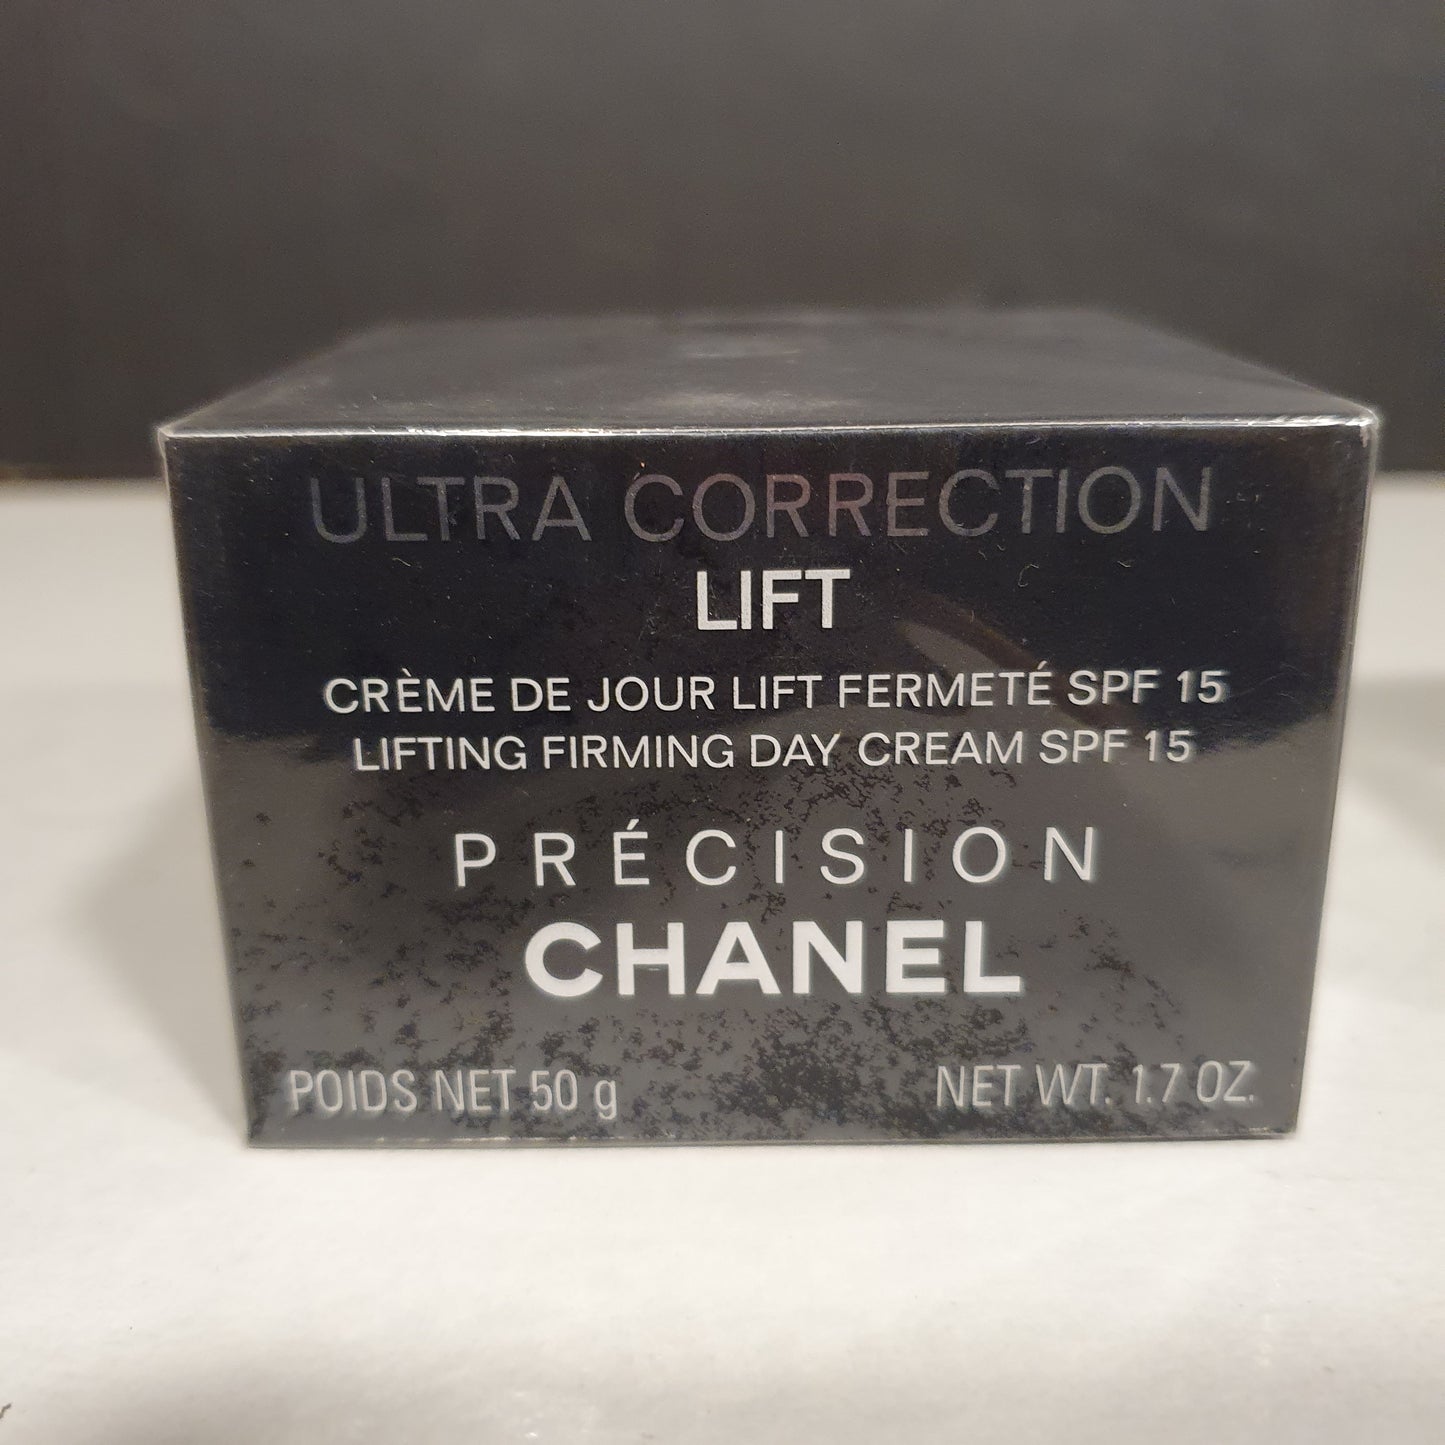 ULTRA CORRECTION
LIFT
CRÈME DE JOUR LIFT FERMETÉ SPF 15
LIFTING FIRMING DAY CREAM SPF 15
PRÉCISION
CHANEL
POIDS NET 50 g NET WT. 1.7 OZ.